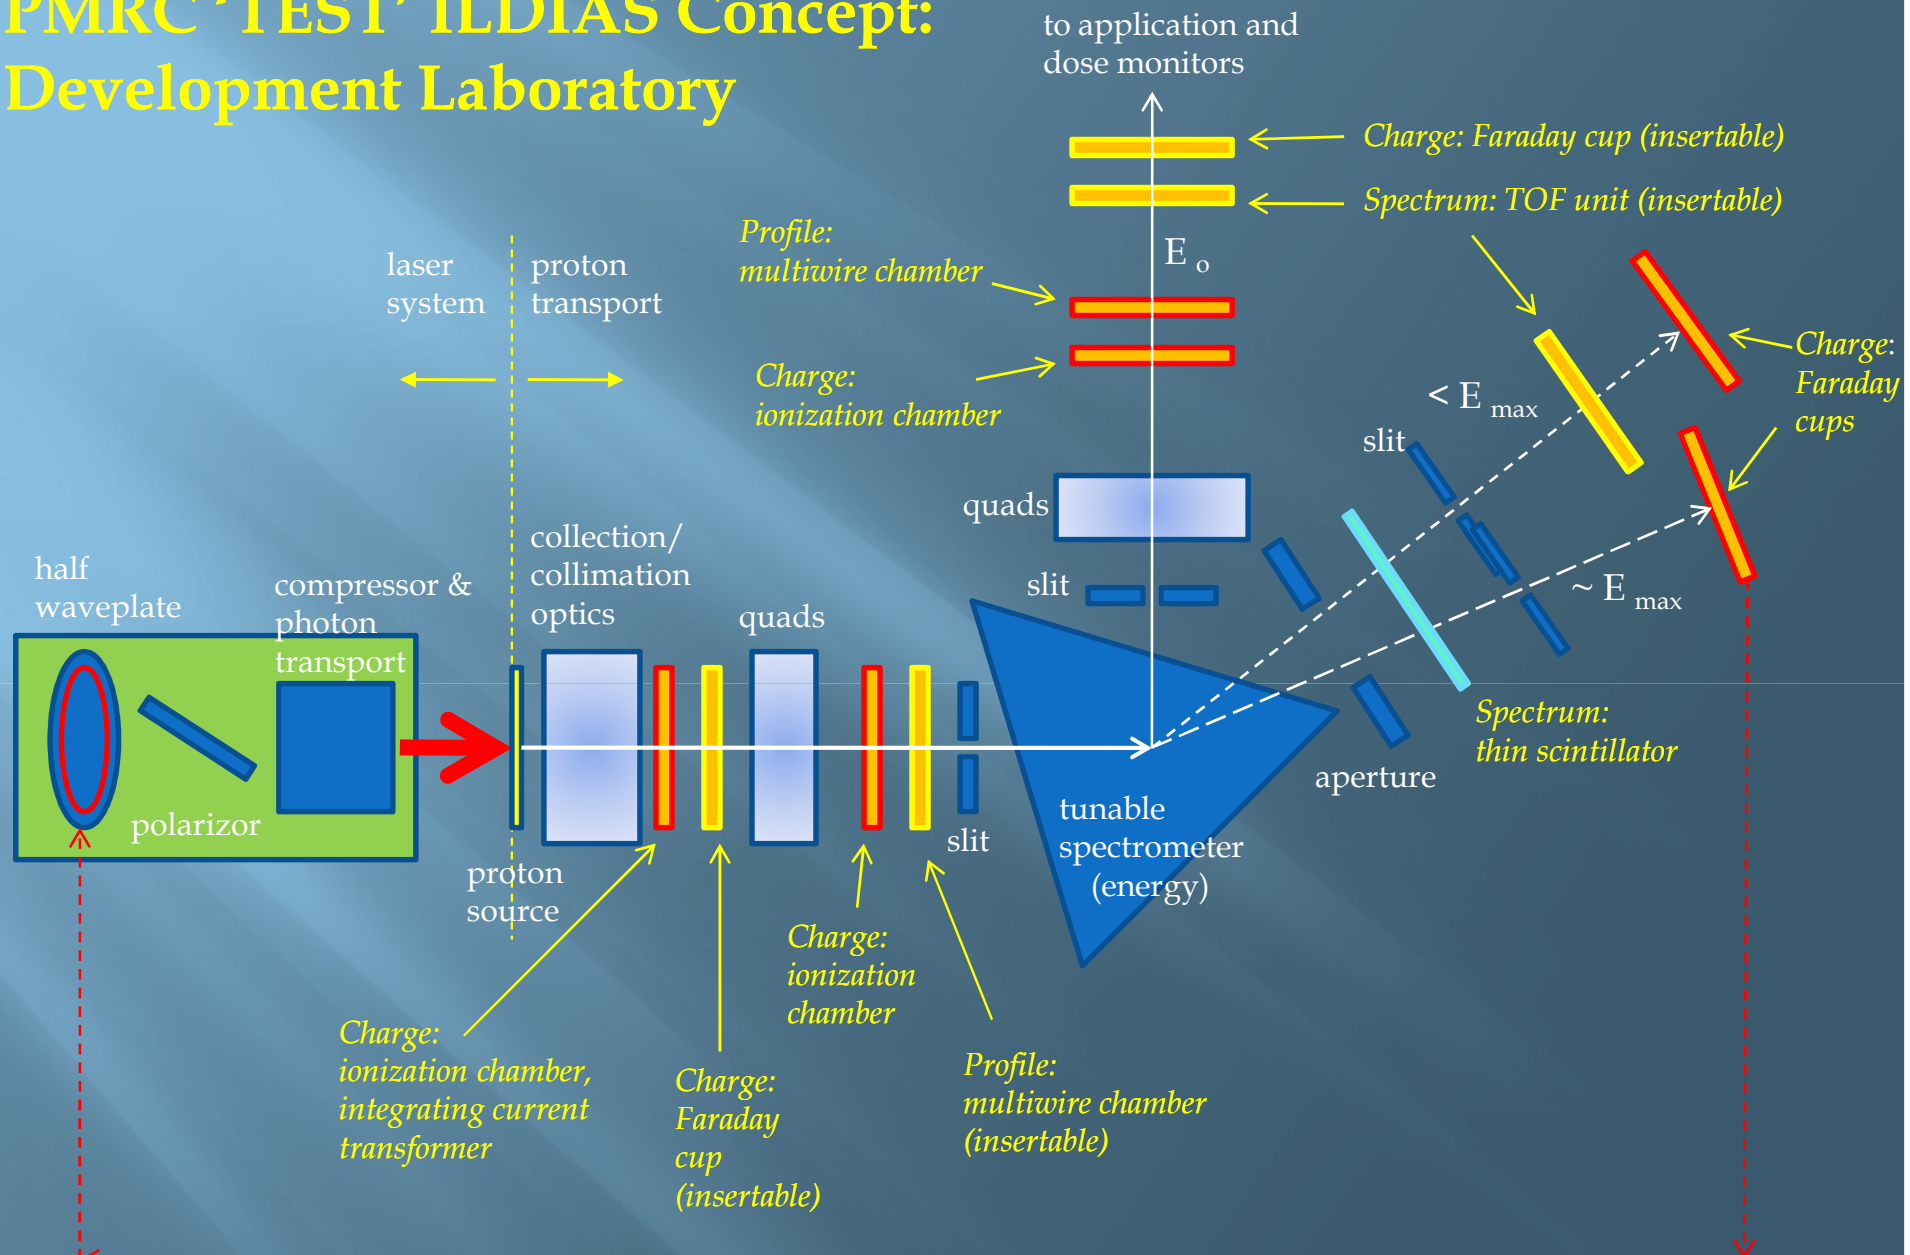 PMRC ‘TEST’ ILDIAS Concept:
Development Laboratory
to application and
dose monitors
Charge: Faraday cup (insertable)
Spectrum: TOF unit (insertable)
Profile:
multiwire chamber
E o
laser
system
proton
transport
Charge:
ionization chamber
Charge:
Faraday
cups
< E max
slit
quads
collection/
collimation
optics
half
waveplate
compressor &
photon
transport
quads
slit
~ E max
Spectrum:
thin scintillator
aperture
polarizor
tunable
spectrometer
(energy)
slit
proton
source
Charge:
ionization
chamber
Charge:
ionization chamber,
integrating current
transformer
Charge:
Faraday
cup
(insertable)
Profile:
multiwire chamber
(insertable)